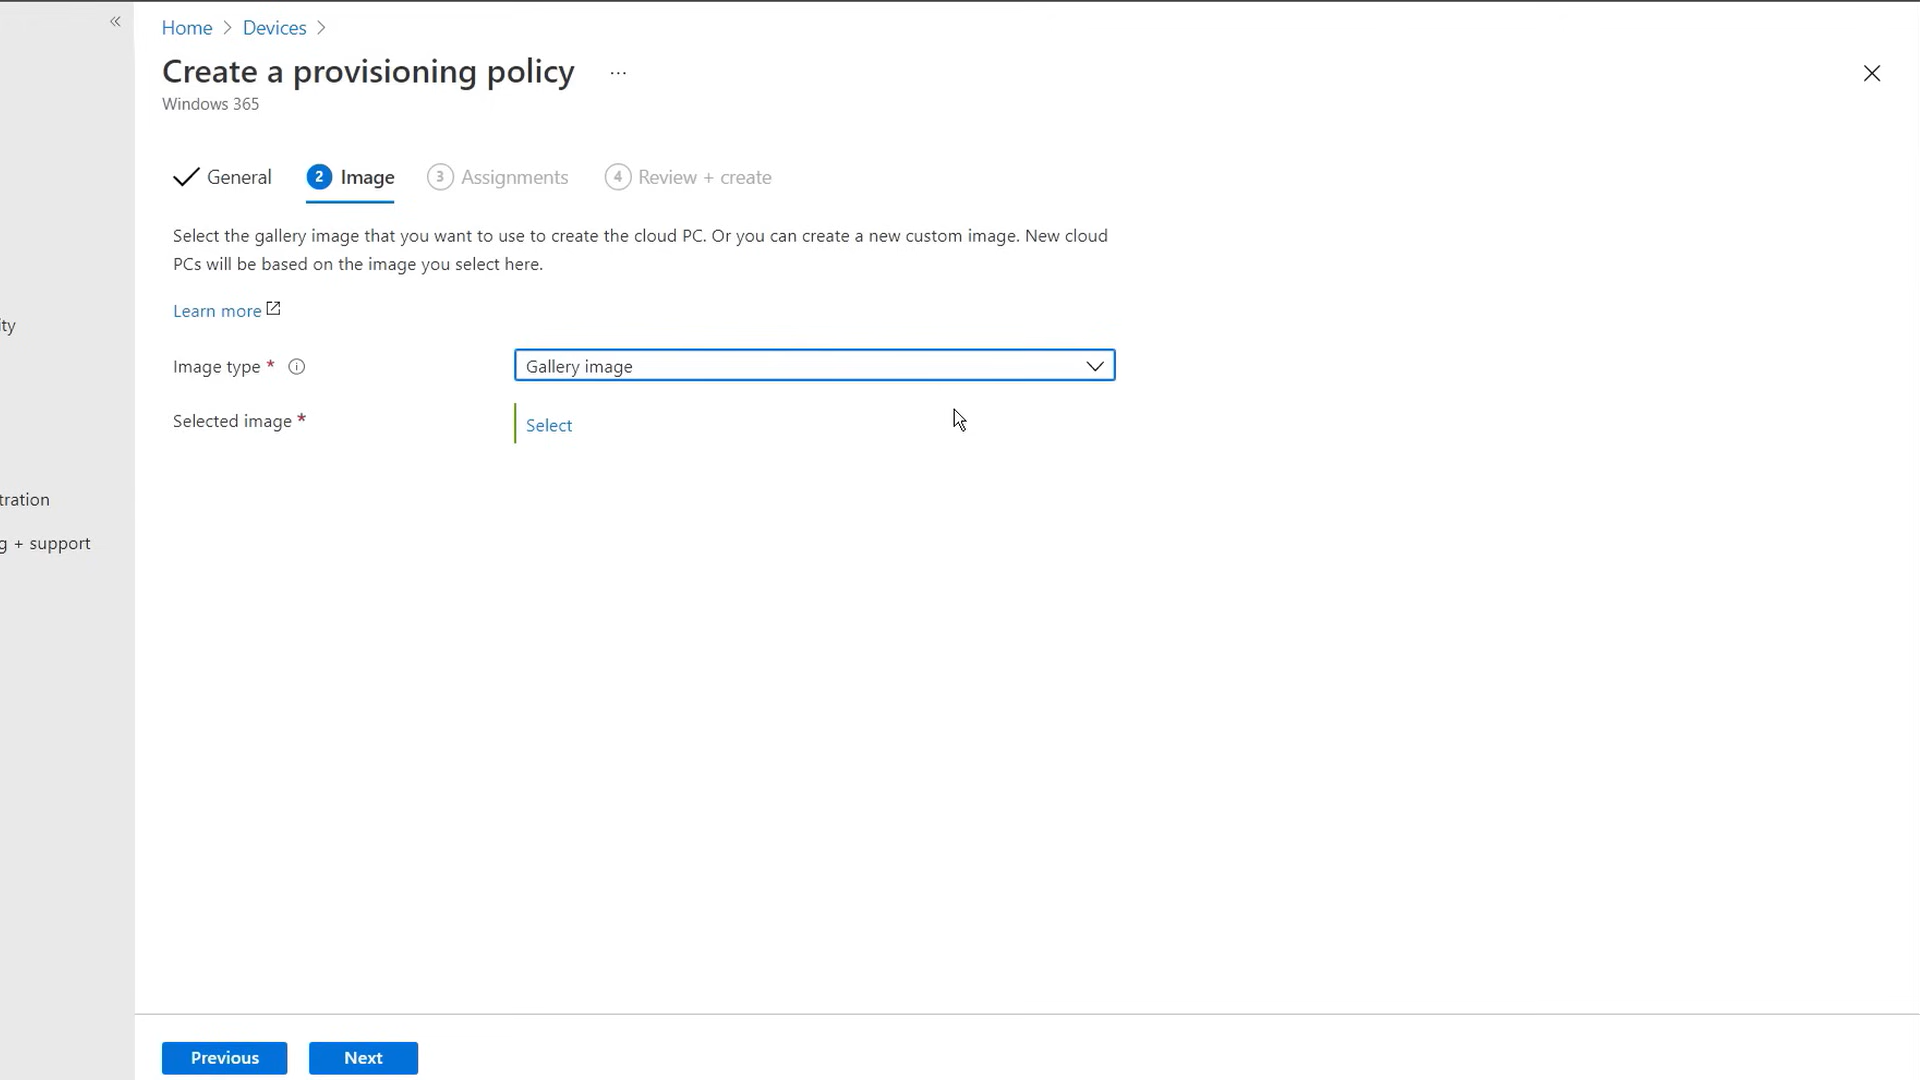 Home > Devices >
Create a provisioning policy ...
Windows 365
General 2 Image 3 Assignments 4 Review + create
Select the gallery image that you want to use to create the cloud PC. Or you can create a new custom image. New cloud
PCs will be based on the image you select here.
Learn more
ity
Image type * Gallery image
Selected image * Select
tration
g + support
Previous Next